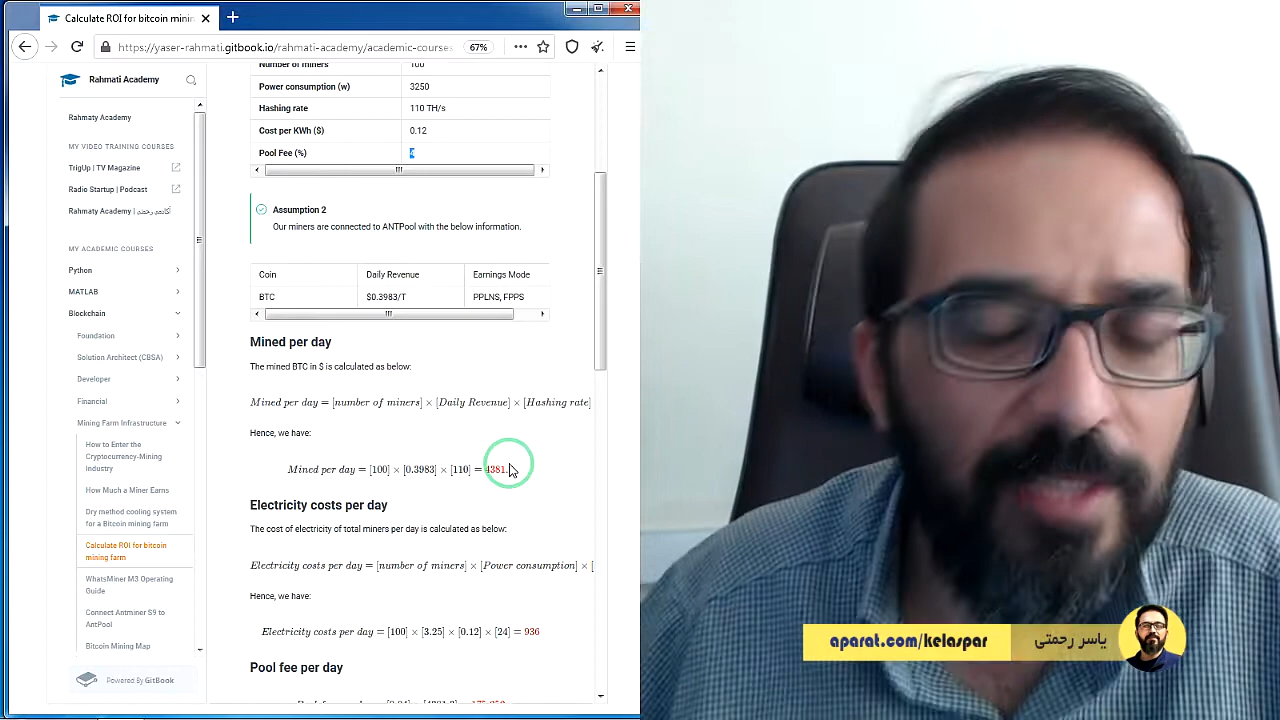 Calculate ROI for bitcoin minin
https://yaser-rahmati.gitbook.io/rahmati-academy/academic-course
67%
Rahmati Academy
Rahmaty Academy
MY VIDEO TRAINING COURSES
TrigUp | TV Magazine
Radio Startup | Podcast
Rahmaty Academy | آکادمی رحمتی
MY ACADEMIC COURSES
Python
MATLAB
Blockchain
Foundation
Solution Architect (CBSA)
Developer
Financial
Mining Farm Infrastructure
How to Enter the
Cryptocurrency-Mining
Industry
How Much a Miner Earns
Dry method cooling system
for a Bitcoin mining farm
Calculate ROI for bitcoin
mining farm
WhatsMiner M3 Operating
Guide
Connect Antminer S9 to
AntPool
Bitcoin Mining Map
Powered By GitBook
Number of miners 100
Power consumption (w) 3250
Hashing rate 110 TH/s
Cost per KWh ($) 0.12
Pool Fee (%) 4
Assumption 2
Our miners are connected to ANTPool with the below information.
Coin Daily Revenue Earnings Mode
BTC $0.3983/T PPLNS, FPPS
Mined per day
The mined BTC in $ is calculated as below:
Mined per day = [number of miners] × [Daily Revenue] × [Hashing rate]
Hence, we have:
Mined per day = [100] × [0.3983] × [110] = 4381.
Electricity costs per day
The cost of electricity of total miners per day is calculated as below:
Electricity costs per day = [number of miners] × [Power consumption] × [
Hence, we have:
Electricity costs per day = [100] × [3.25] × [0.12] × [24] = 936
Pool fee per day
aparat.com/kelaspar
یاسر رحمتی